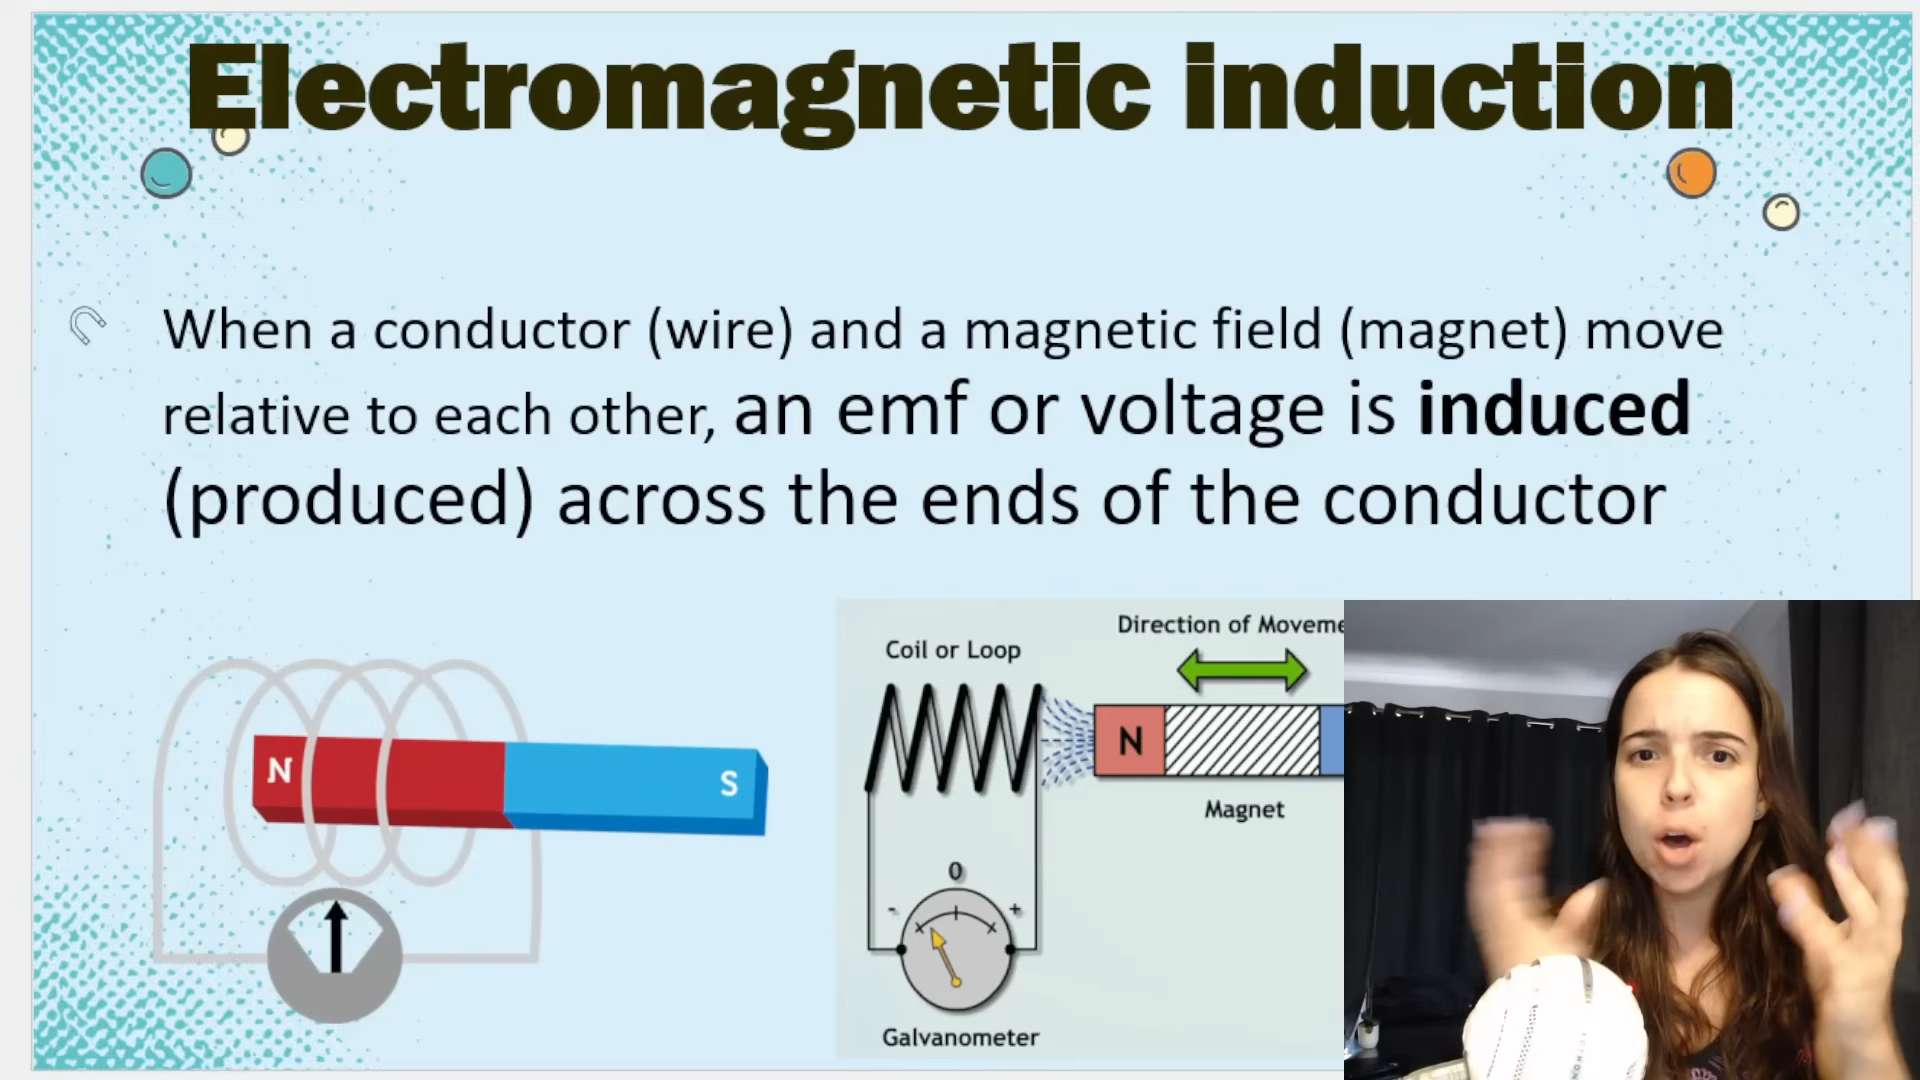 Electromagnetic induction
When a conductor (wire) and a magnetic field (magnet) move
relative to each other, an emf or voltage is induced
(produced) across the ends of the conductor
N
S
Direction of Moveme
Coil or Loop
N
Magnet
0
- +
Galvanometer